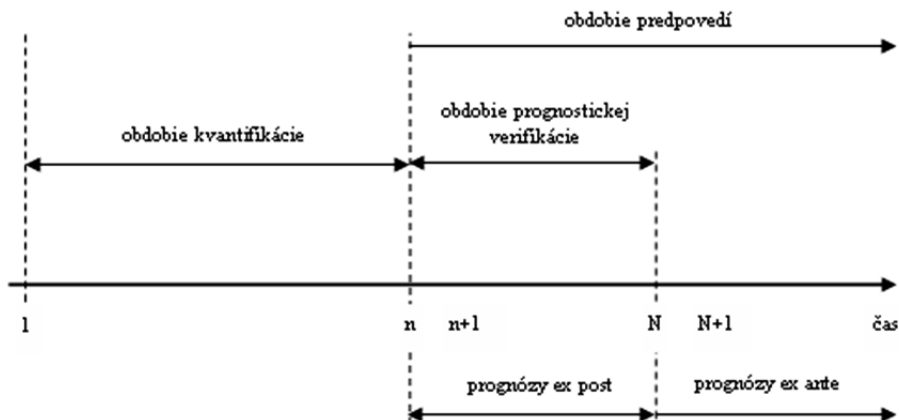 obdobie predpovedí
obdobie kvantifikácie
obdobie prognostickej
verifikácie
1 n n+1 N N+1 čas
prognózy ex post prognózy ex ante